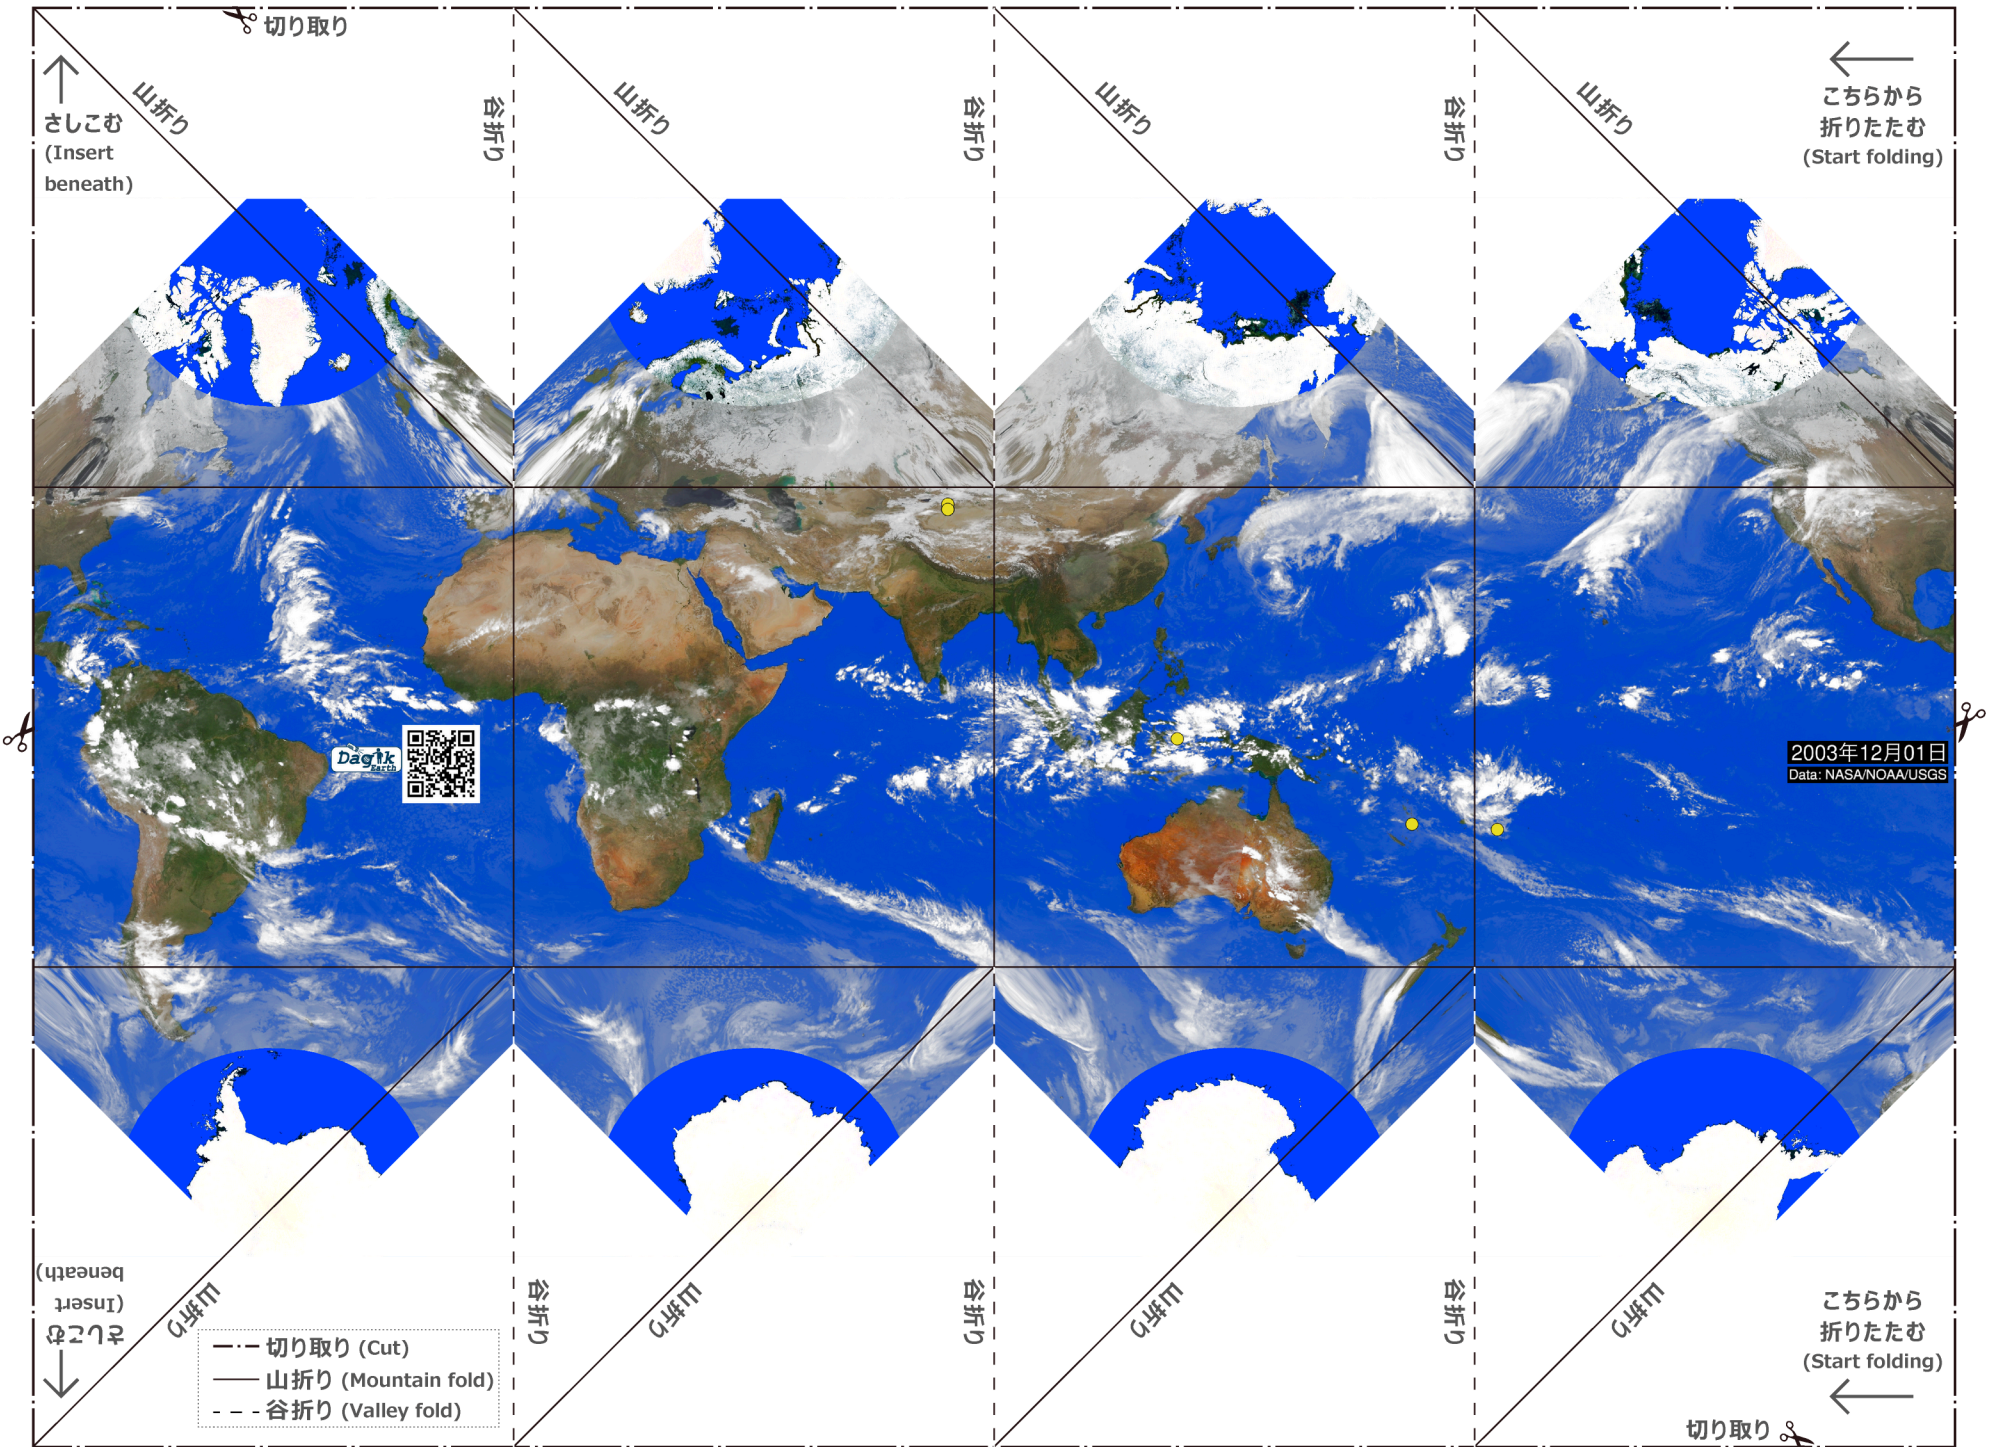 切り取り
さしこむ
(Insert
beneath)
山折り
谷折り
山折り
谷折り
山折り
谷折り
山折り
こちらから
折りたたむ
(Start folding)
Dagik
Earth
2003年12月01日
Data: NASA/NOAA/USGS
さしこむ
(Insert
beneath)
山折り
谷折り
山折り
谷折り
山折り
谷折り
山折り
こちらから
折りたたむ
(Start folding)
切り取り (Cut)
山折り (Mountain fold)
谷折り (Valley fold)
切り取り